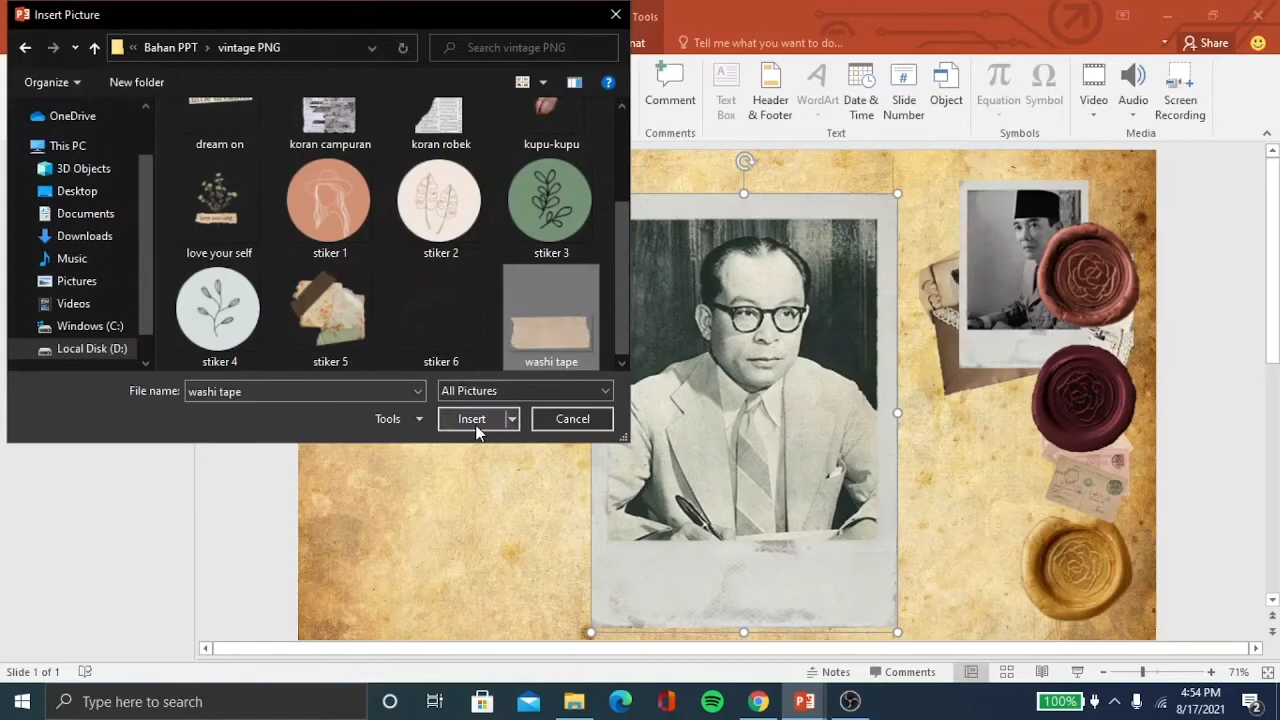 Insert Picture
Tools
« Bahan PPT › vintage PNG
Search vintage PNG
nat
Tell me what you want to do...
Share
Organize
New folder
Comment
Text Box
Header & Footer
WordArt
Date & Time
Slide Number
Object
Equation
Symbol
Video
Audio
Screen Recording
Comments
Text
Symbols
Media
OneDrive
This PC
3D Objects
Desktop
Documents
Downloads
Music
Pictures
Videos
Windows (C:)
Local Disk (D:)
dream on
koran campuran
koran robek
kupu-kupu
love your self
stiker 1
stiker 2
stiker 3
stiker 4
stiker 5
stiker 6
washi tape
File name:
washi tape
All Pictures
Tools
Insert
Cancel
Slide 1 of 1
Notes
Comments
71%
Type here to search
100%
4:54 PM
8/17/2021
2